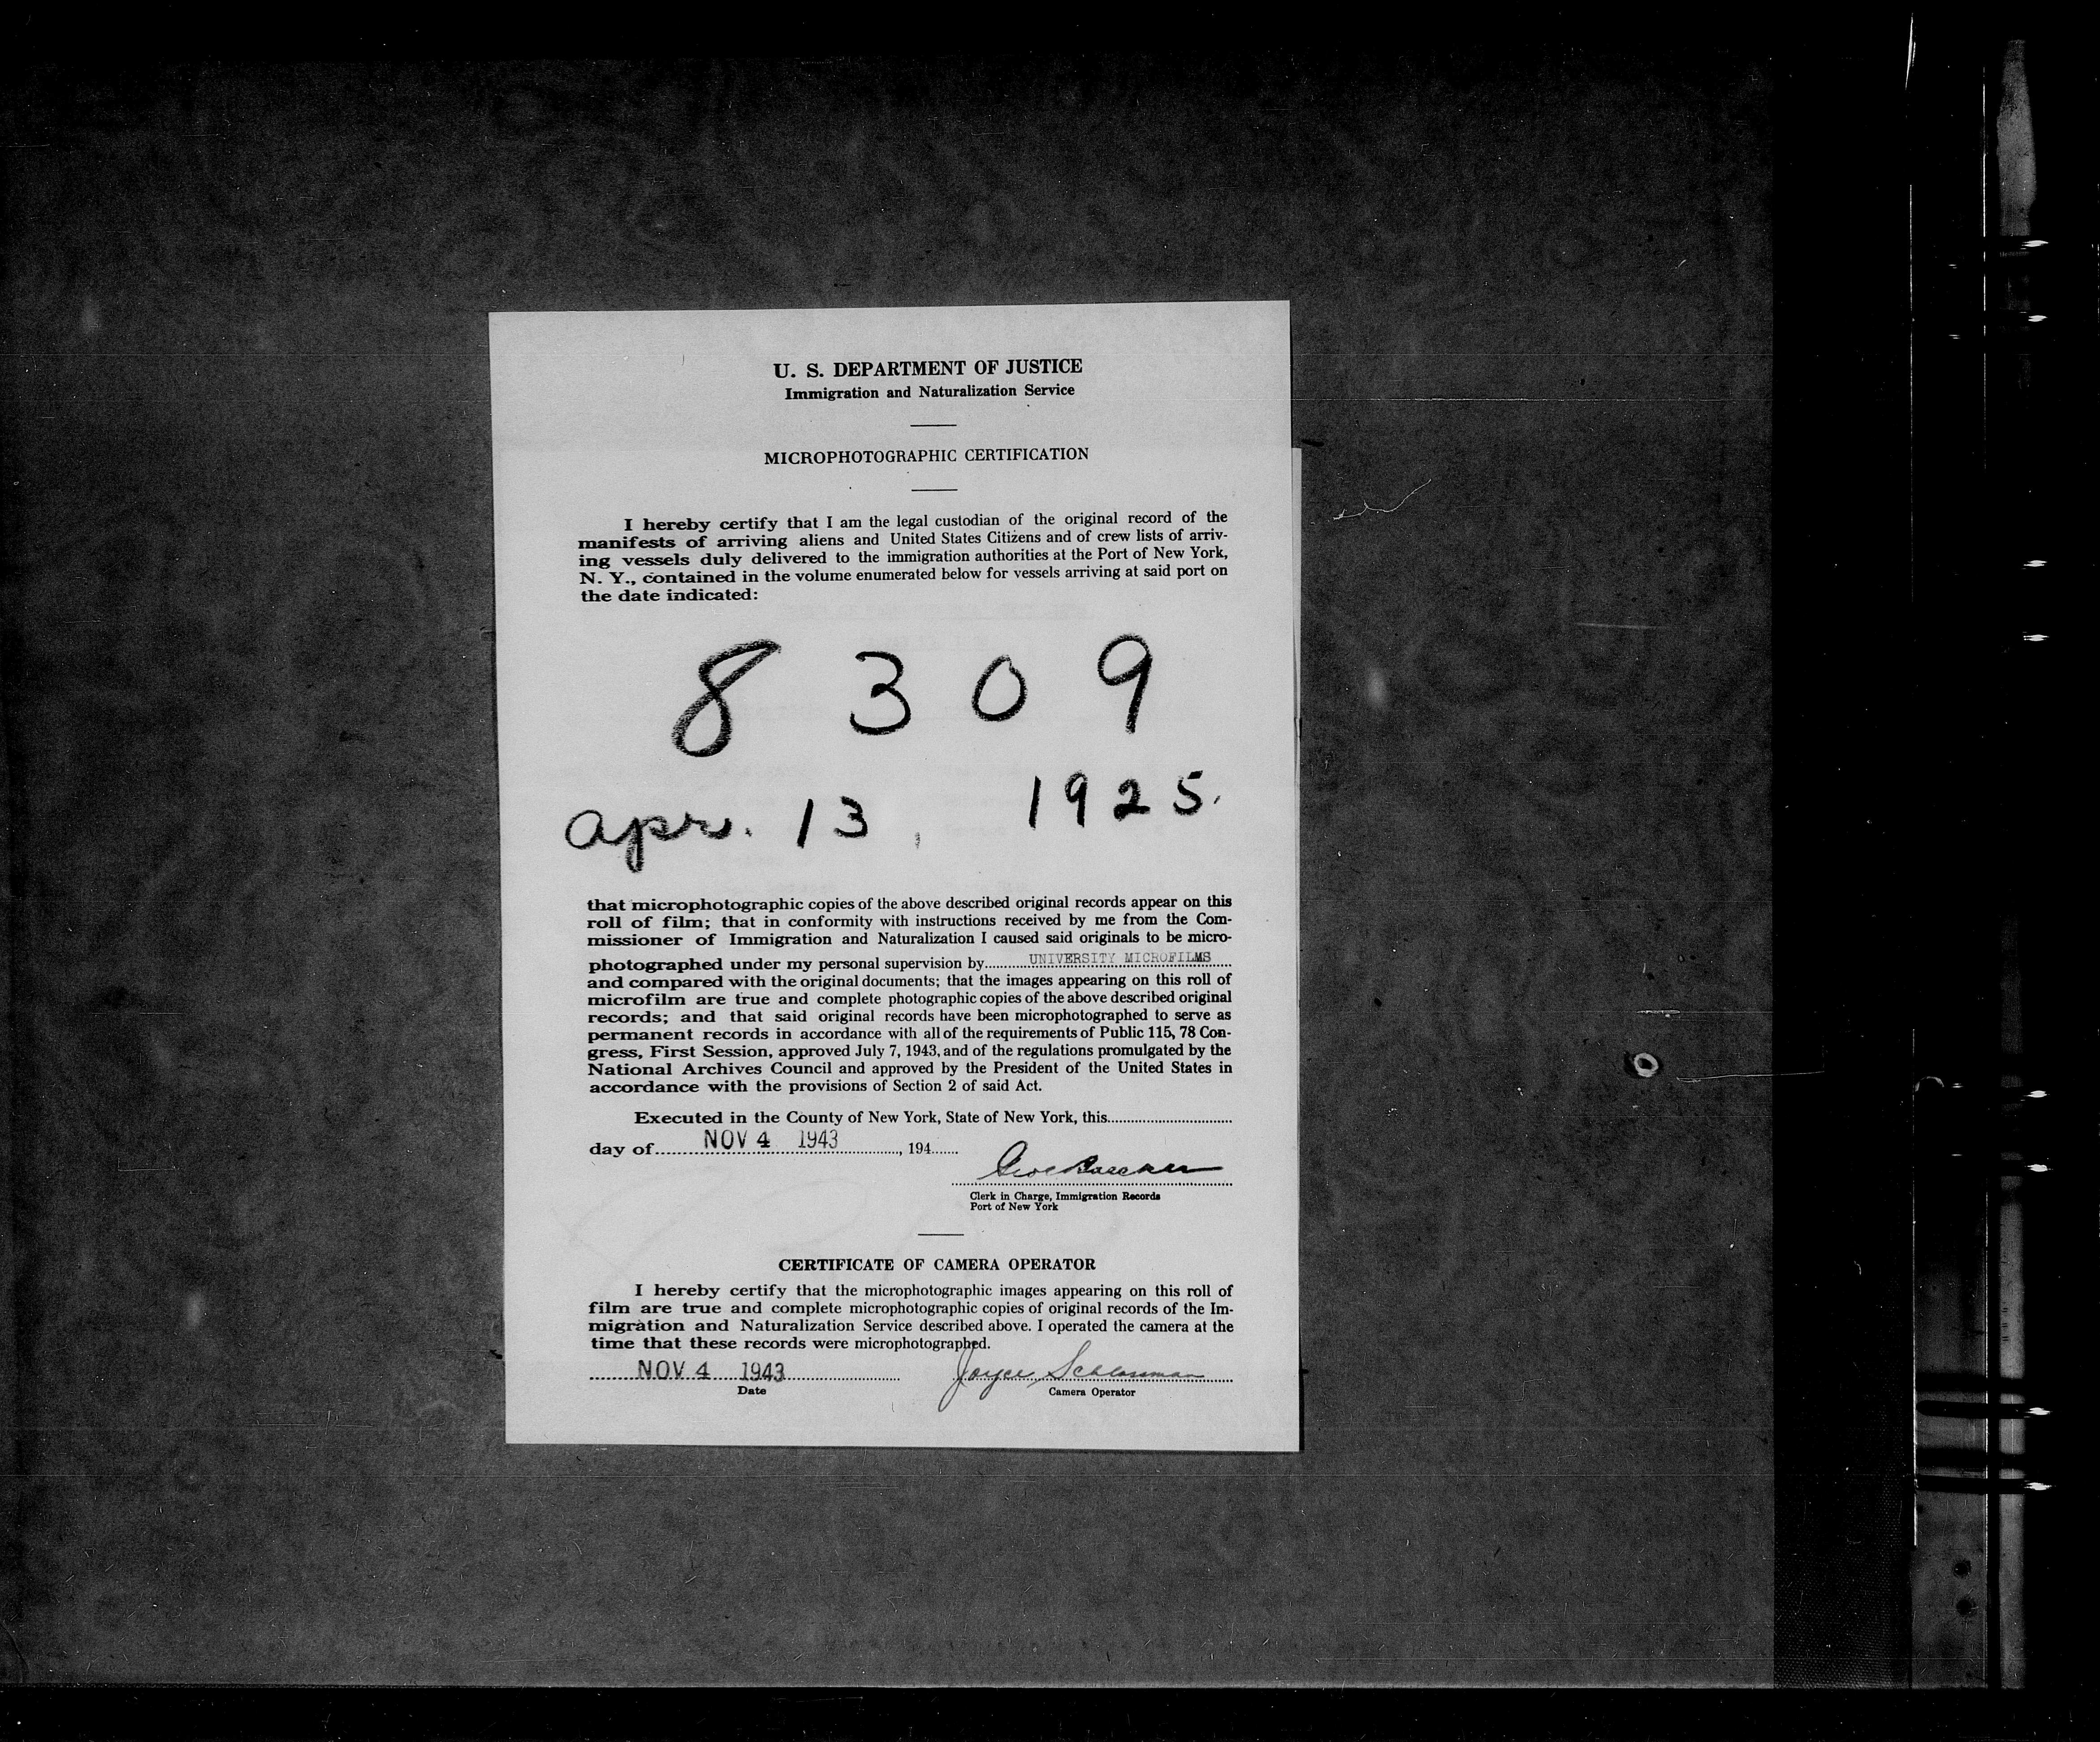 U. S. DEPARTMENT OF JUSTICE
Immigration and Naturalization Service
MICROPHOTOGRAPHIC CERTIFICATION
I hereby certify that I am the legal custodian of the original record of the
manifests of arriving aliens and United States Citizens and of crew lists of arriv-
ing vessels duly delivered to the immigration authorities at the Port of New York,
N. Y., contained in the volume enumerated below for vessels arriving at said port on
the date indicated:
8 3 0 9
apr. 13, 1925.
that microphotographic copies of the above described original records appear on this
roll of film; that in conformity with instructions received by me from the Com-
missioner of Immigration and Naturalization I caused said originals to be micro-
photographed under my personal supervision by UNIVERSITY MICROFILMS
and compared with the original documents; that the images appearing on this roll of
microfilm are true and complete photographic copies of the above described original
records; and that said original records have been microphotographed to serve as
permanent records in accordance with all of the requirements of Public 115, 78 Con-
gress, First Session, approved July 7, 1943, and of the regulations promulgated by the
National Archives Council and approved by the President of the United States in
accordance with the provisions of Section 2 of said Act.
Executed in the County of New York, State of New York, this
day of NOV 4 1943, 194
Clerk in Charge, Immigration Records
Port of New York
CERTIFICATE OF CAMERA OPERATOR
I hereby certify that the microphotographic images appearing on this roll of
film are true and complete microphotographic copies of original records of the Im-
migration and Naturalization Service described above. I operated the camera at the
time that these records were microphotographed.
NOV 4 1943 Joyce Schlossman
Date Camera Operator